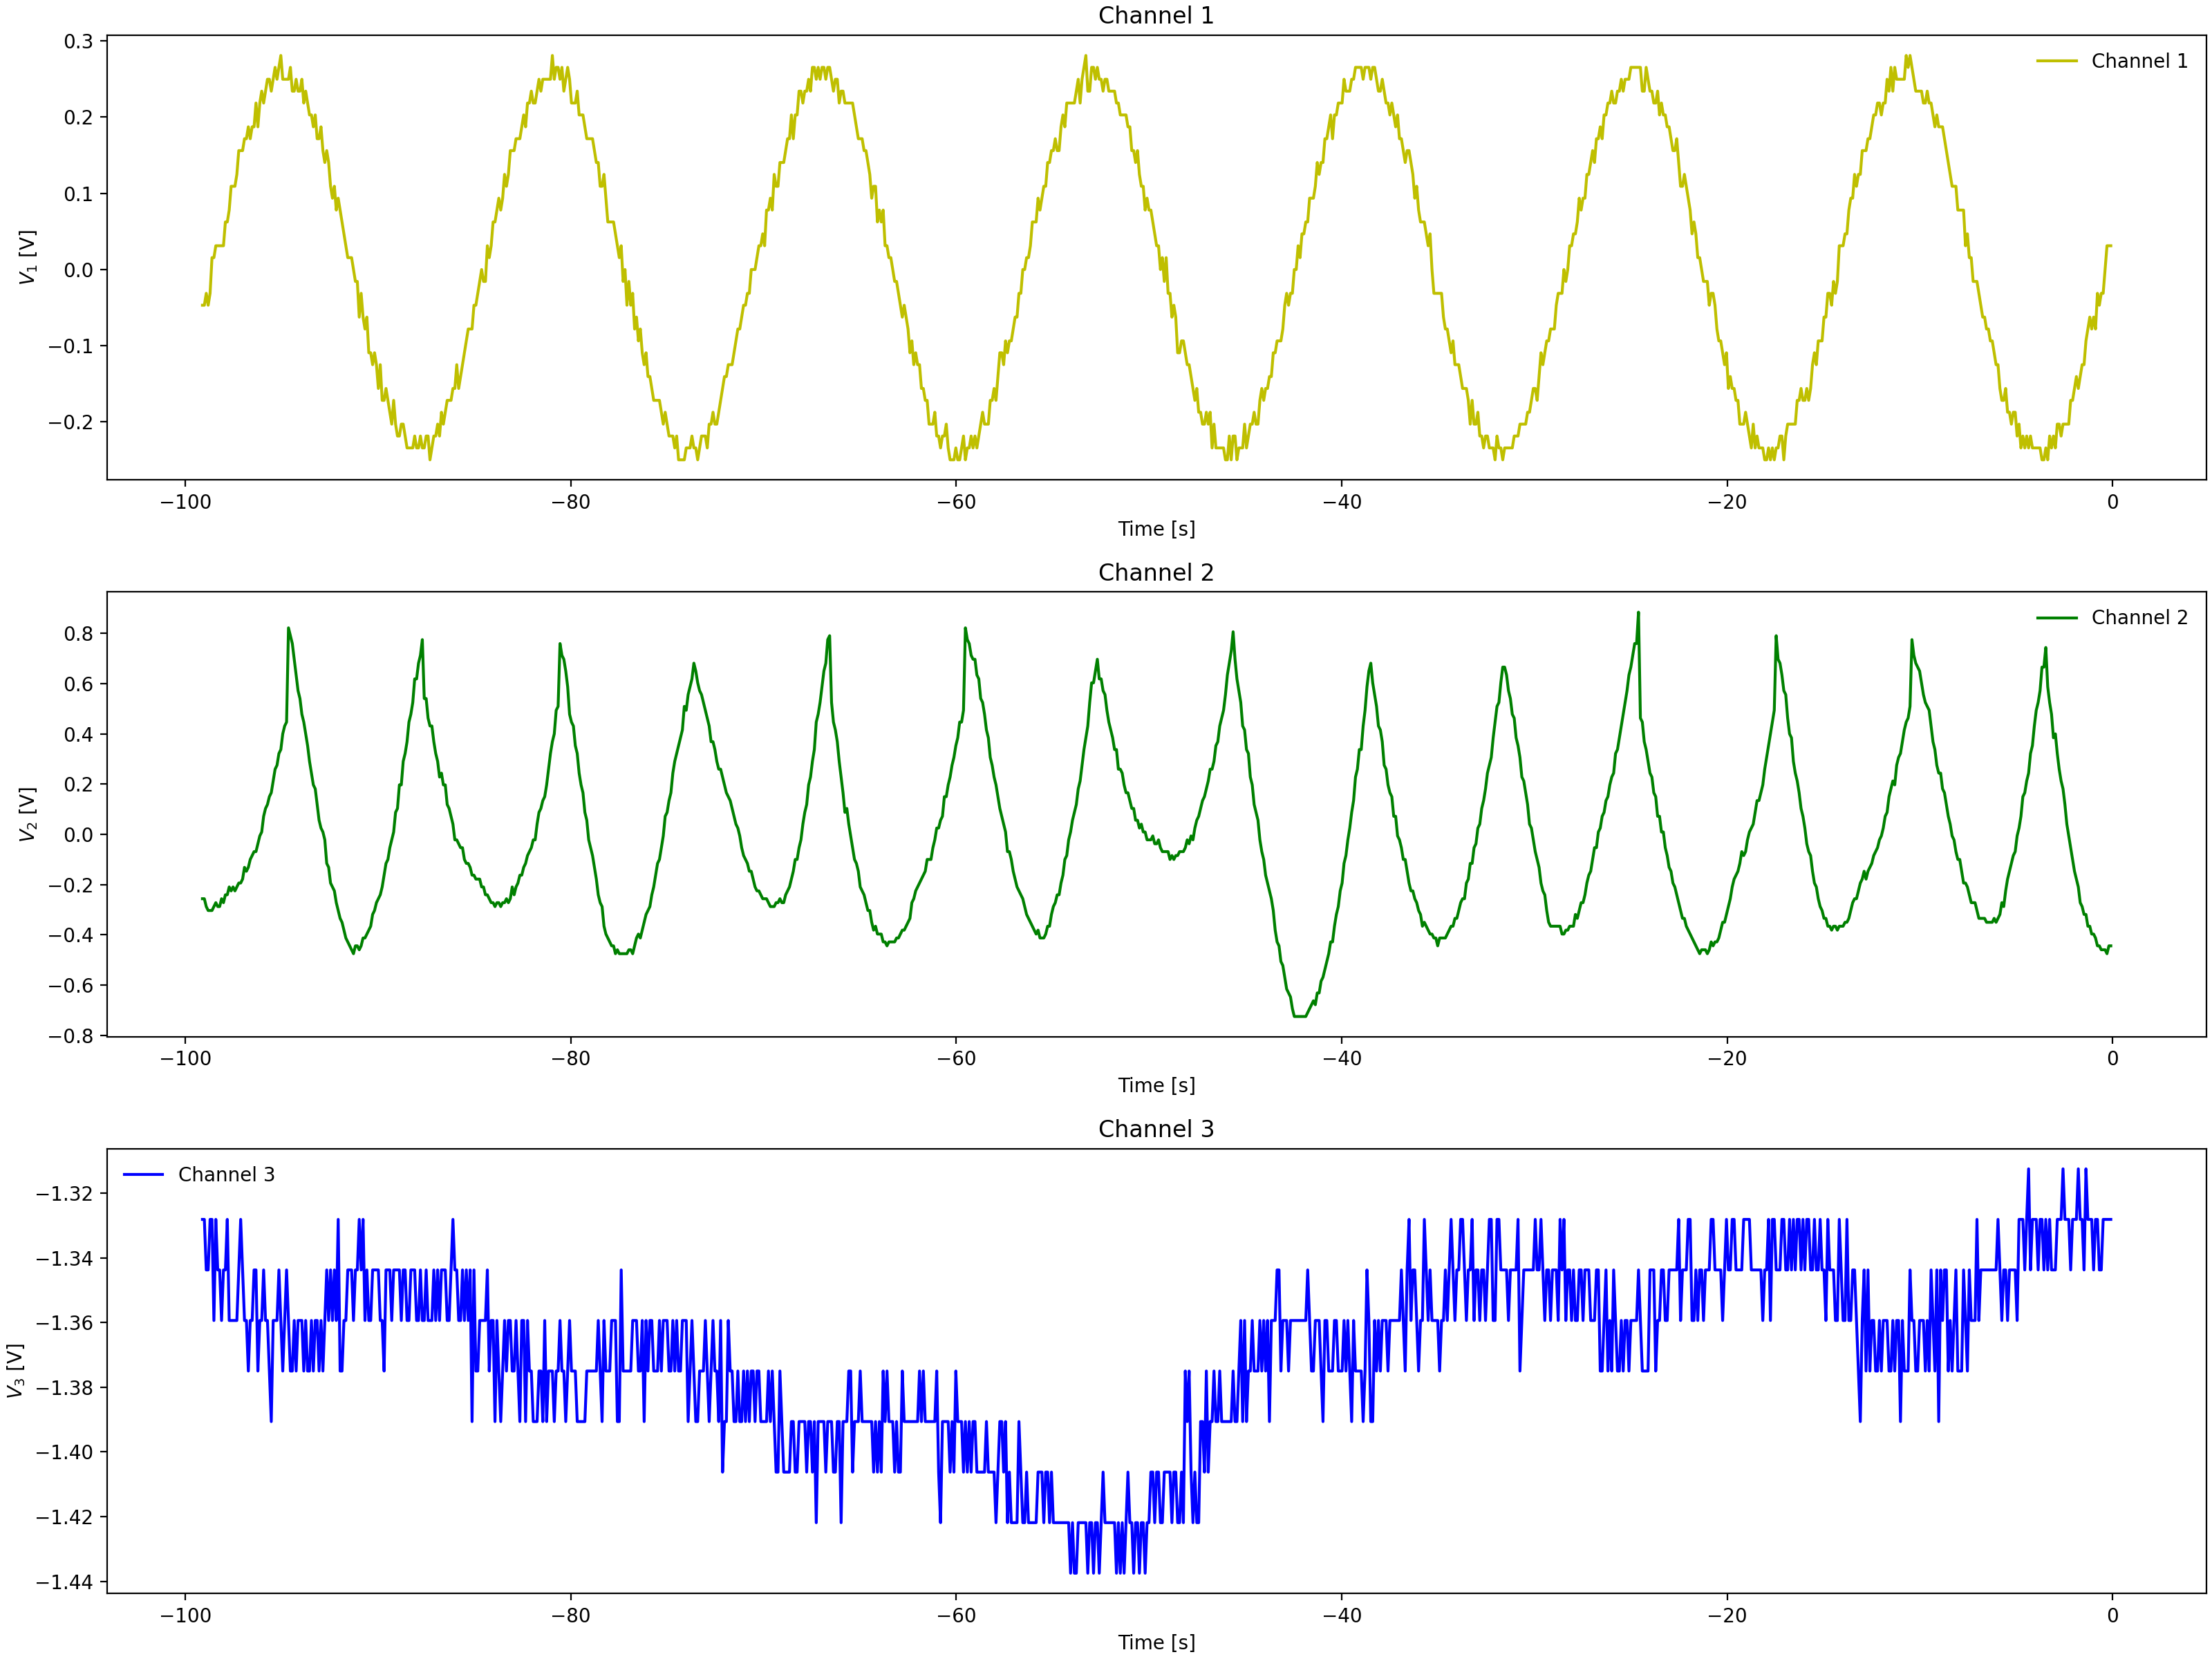 Channel 1
0.3
0.2
0.1
0.0
−0.1
−0.2
V1 [V]
Channel 1
−100 −80 −60 −40 −20 0
Time [s]
Channel 2
0.8
0.6
0.4
0.2
0.0
−0.2
−0.4
−0.6
−0.8
V2 [V]
Channel 2
−100 −80 −60 −40 −20 0
Time [s]
Channel 3
Channel 3
−1.32
−1.34
−1.36
−1.38
−1.40
−1.42
−1.44
V3 [V]
−100 −80 −60 −40 −20 0
Time [s]